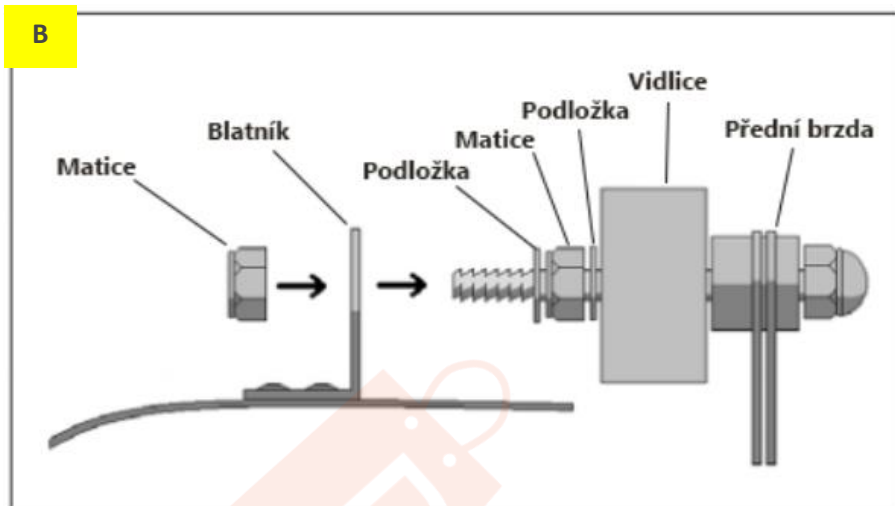 B
Vidlice
Podložka
Přední brzda
Blatník
Matice
Podložka
Matice